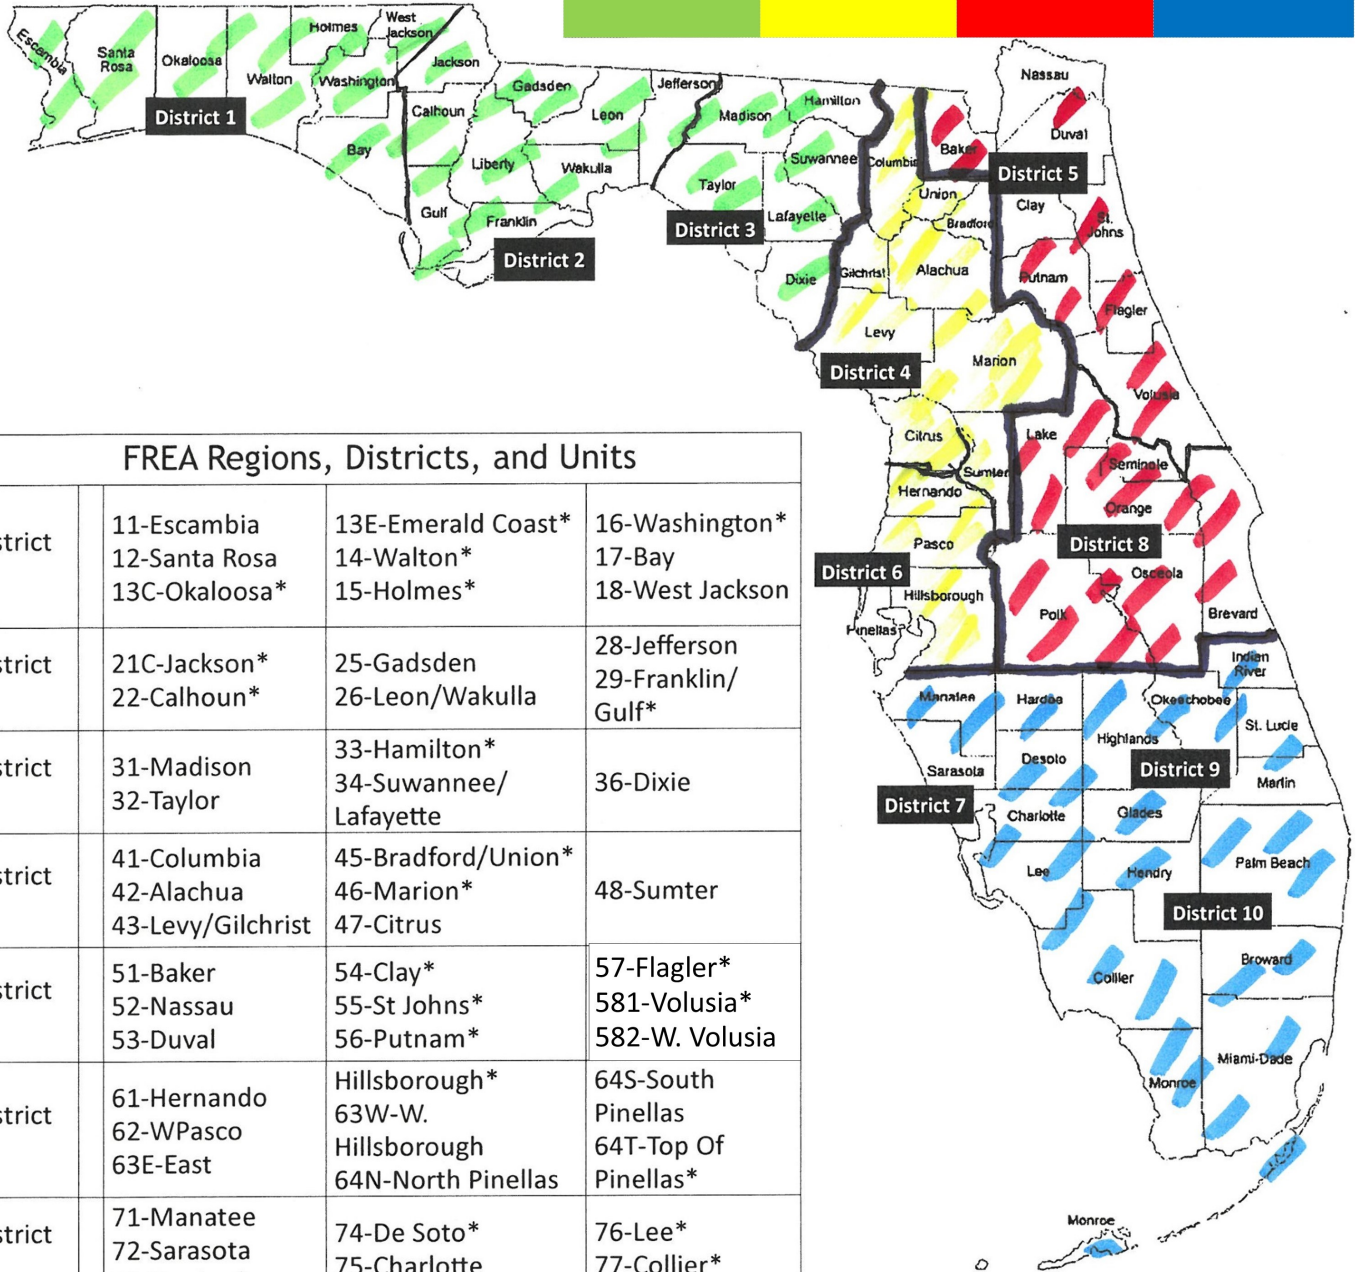 Escambia
Santa
Rosa
Okaloosa
Walton
Holmes
Washington
West
Jackson
Jackson
District 1
Bay
Calhoun
Gulf
Gadsden
Liberty
Franklin
Leon
Wakulla
Jefferson
District 2
Madison
Hamilton
Taylor
Suwannee
Lafayette
Dixie
District 3
Columbia
Baker
Nassau
Duval
District 5
Union
Bradford
Clay
St.
Johns
Gilchrist
Alachua
Putnam
Flagler
Levy
Marion
District 4
Volusia
Citrus
Lake
Sumter
Seminole
Hernando
Orange
Pasco
District 8
District 6
Osceola
Hillsborough
Polk
Brevard
Pinellas
Indian
River
Manatee
Hardee
Okeechobee
Highlands
St. Lucie
Desoto
Sarasota
District 9
Martin
District 7
Charlotte
Glades
Lee
Hendry
Palm Beach
District 10
Collier
Broward
Monroe
Miami-Dade
Monroe
FREA Regions, Districts, and Units
strict
11-Escambia
12-Santa Rosa
13C-Okaloosa*
13E-Emerald Coast*
14-Walton*
15-Holmes*
16-Washington*
17-Bay
18-West Jackson
strict
21C-Jackson*
22-Calhoun*
25-Gadsden
26-Leon/Wakulla
28-Jefferson
29-Franklin/
Gulf*
strict
31-Madison
32-Taylor
33-Hamilton*
34-Suwannee/
Lafayette
36-Dixie
strict
41-Columbia
42-Alachua
43-Levy/Gilchrist
45-Bradford/Union*
46-Marion*
47-Citrus
48-Sumter
strict
51-Baker
52-Nassau
53-Duval
54-Clay*
55-St Johns*
56-Putnam*
57-Flagler*
581-Volusia*
582-W. Volusia
strict
61-Hernando
62-WPasco
63E-East
Hillsborough*
63W-W.
Hillsborough
64N-North Pinellas
64S-South
Pinellas
64T-Top Of
Pinellas*
strict
71-Manatee
72-Sarasota
74-De Soto*
75-Charlotte
76-Lee*
77-Collier*